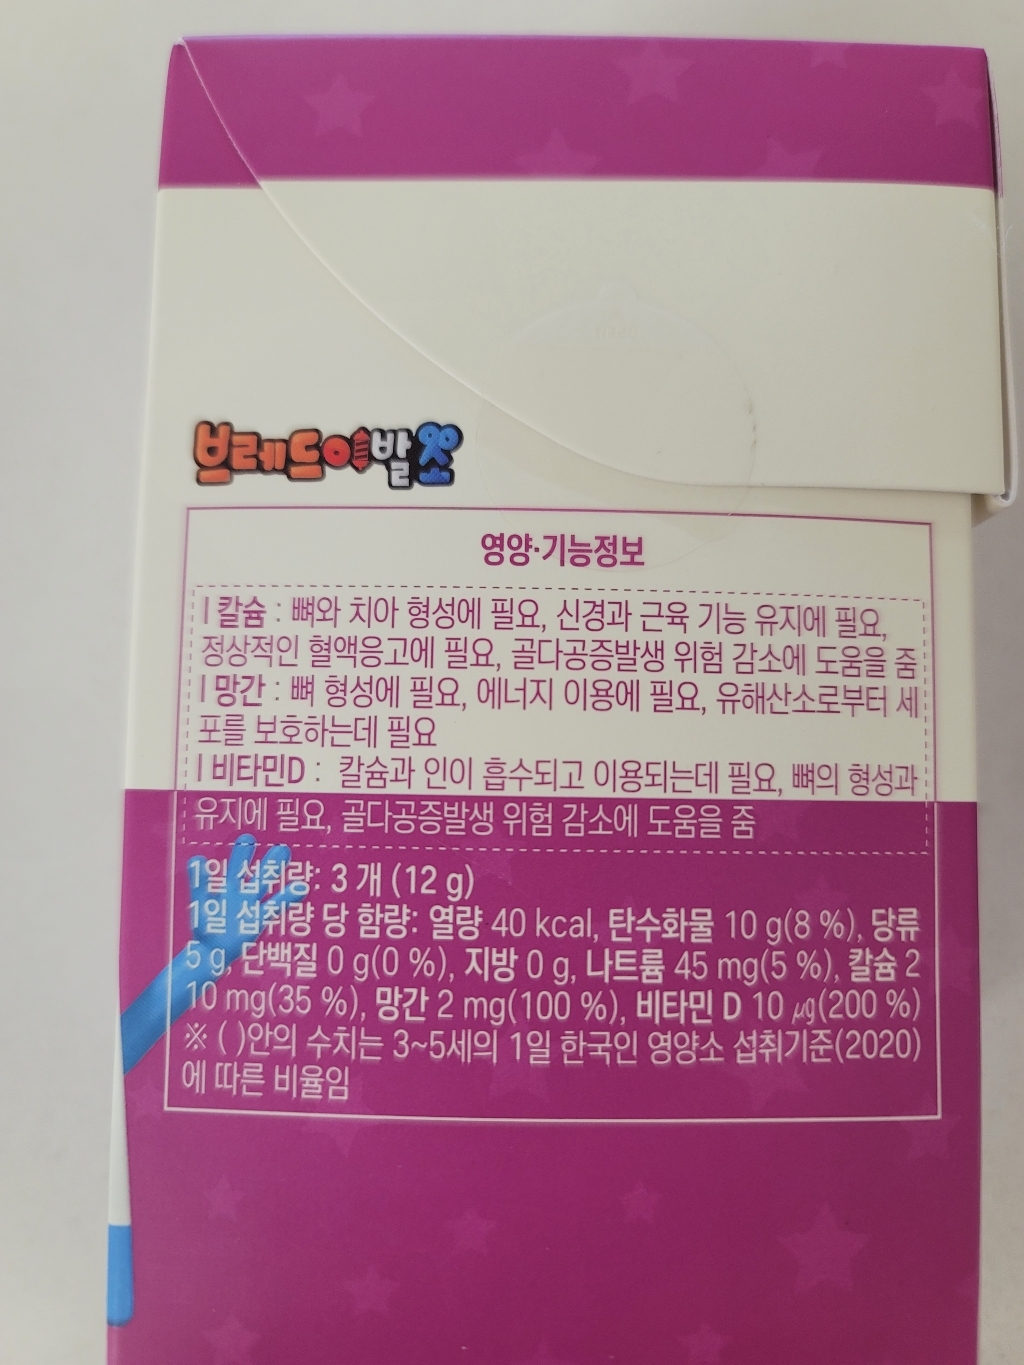 브레드이발쇼
영양·기능정보
| 칼슘 : 뼈와 치아 형성에 필요, 신경과 근육 기능 유지에 필요,
정상적인 혈액응고에 필요, 골다공증발생 위험 감소에 도움을 줌
| 망간 : 뼈 형성에 필요, 에너지 이용에 필요, 유해산소로부터 세
포를 보호하는데 필요
| 비타민D : 칼슘과 인이 흡수되고 이용되는데 필요, 뼈의 형성과
유지에 필요, 골다공증발생 위험 감소에 도움을 줌
1일 섭취량: 3 개 (12 g)
1일 섭취량 당 함량: 열량 40 kcal, 탄수화물 10 g(8 %), 당류
5 g, 단백질 0 g(0 %), 지방 0 g, 나트륨 45 mg(5 %), 칼슘 2
10 mg(35 %), 망간 2 mg(100 %), 비타민 D 10 ㎍(200 %)
※ ( )안의 수치는 3~5세의 1일 한국인 영양소 섭취기준(2020)
에 따른 비율임